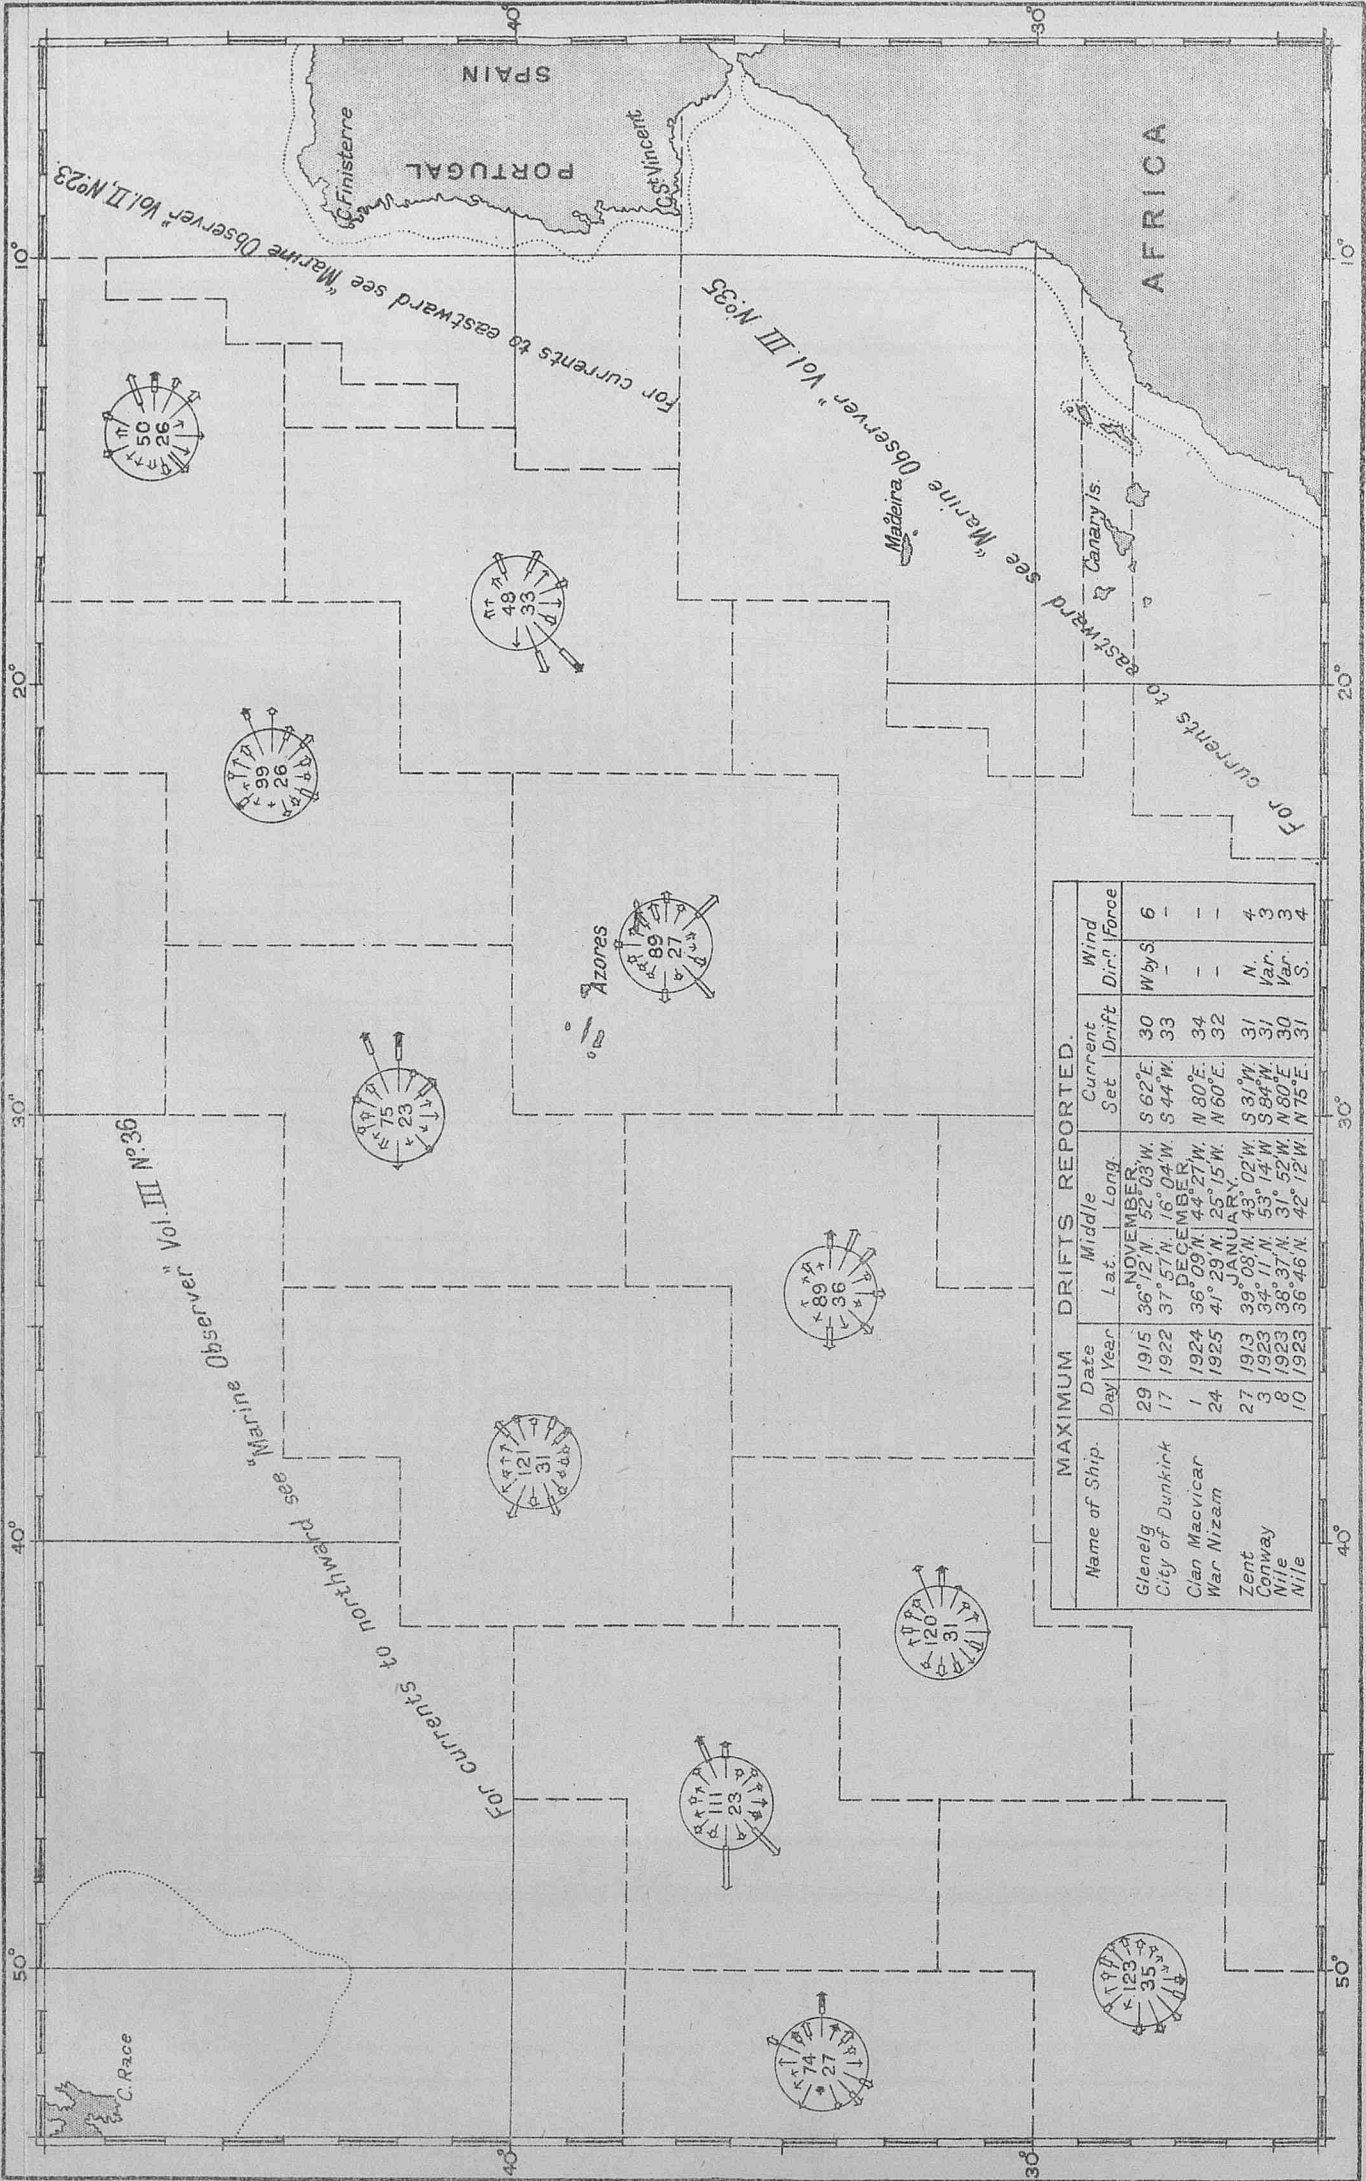 50°
40°
30°
20°
10°
C. Race
For currents to northward see "Marine Observer" Vol. III Nº.36
For currents to eastward see "Marine Observer" Vol. II, Nº.23.
C. Finisterre
SPAIN
PORTUGAL
C. St Vincent
40°
40°
Azores
Madeira
Canary Is.
AFRICA
For currents to eastward see "Marine Observer" Vol. III Nº.35
50
26
99
26
48
33
75
23
89
27
121
31
89
36
111
23
120
31
74
27
123
35
30°
30°
MAXIMUM DRIFTS REPORTED.
Name of Ship. Date Middle Current Wind
Day Year Lat. Long. Set Drift Dirⁿ. Force
NOVEMBER.
Glenelg 29 1915 36° 12' N. 52° 03' W. S 62° E. 30 W by S. 6
City of Dunkirk 17 1922 37° 57' N. 16° 04' W. S 44° W. 33 - -
DECEMBER.
Clan Macvicar 1 1924 36° 09' N. 44° 27' W. N 80° E. 34 - -
War Nizam 24 1925 41° 29' N. 25° 15' W. N 60° E. 32 - -
JANUARY.
Zent 27 1913 39° 08' N. 43° 02' W. S 31° W. 31 N. 4
Conway 3 1923 34° 11' N. 53° 14' W. S 84° W. 31 Var. 3
Nile 8 1923 38° 37' N. 31° 52' W. N 80° E. 30 Var. 3
Nile 10 1923 36° 46' N. 42° 12' W. N 75° E. 31 S. 4
50°
40°
30°
20°
10°